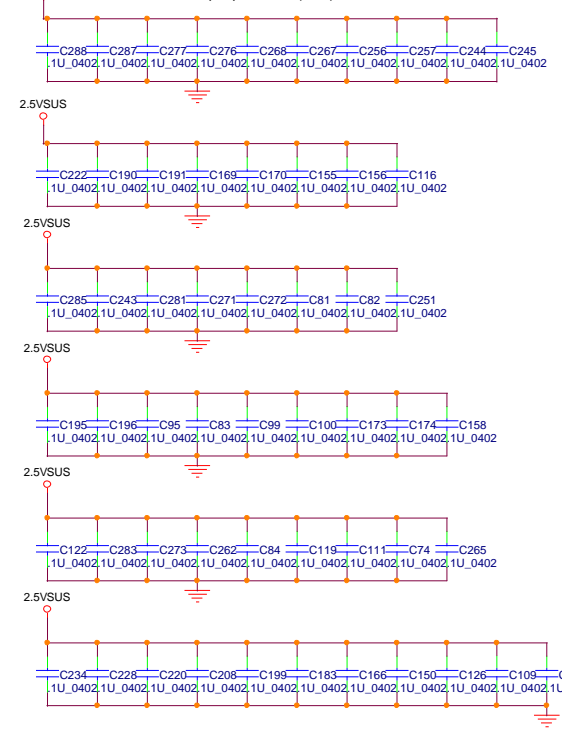 C288 C287 C277 C276 C268 C267 C256 C257 C244 C245
.1U_0402 .1U_0402 .1U_0402 .1U_0402 .1U_0402 .1U_0402 .1U_0402 .1U_0402 .1U_0402 .1U_0402
2.5VSUS
C222 C190 C191 C169 C170 C155 C156 C116
.1U_0402 .1U_0402 .1U_0402 .1U_0402 .1U_0402 .1U_0402 .1U_0402 .1U_0402
2.5VSUS
C285 C243 C281 C271 C272 C81 C82 C251
.1U_0402 .1U_0402 .1U_0402 .1U_0402 .1U_0402 .1U_0402 .1U_0402 .1U_0402
2.5VSUS
C195 C196 C95 C83 C99 C100 C173 C174 C158
.1U_0402 .1U_0402 .1U_0402 .1U_0402 .1U_0402 .1U_0402 .1U_0402 .1U_0402 .1U_0402
2.5VSUS
C122 C283 C273 C262 C84 C119 C111 C74 C265
.1U_0402 .1U_0402 .1U_0402 .1U_0402 .1U_0402 .1U_0402 .1U_0402 .1U_0402 .1U_0402
2.5VSUS
C234 C228 C220 C208 C199 C183 C166 C150 C126 C109
.1U_0402 .1U_0402 .1U_0402 .1U_0402 .1U_0402 .1U_0402 .1U_0402 .1U_0402 .1U_0402 .1U_0402 .1U